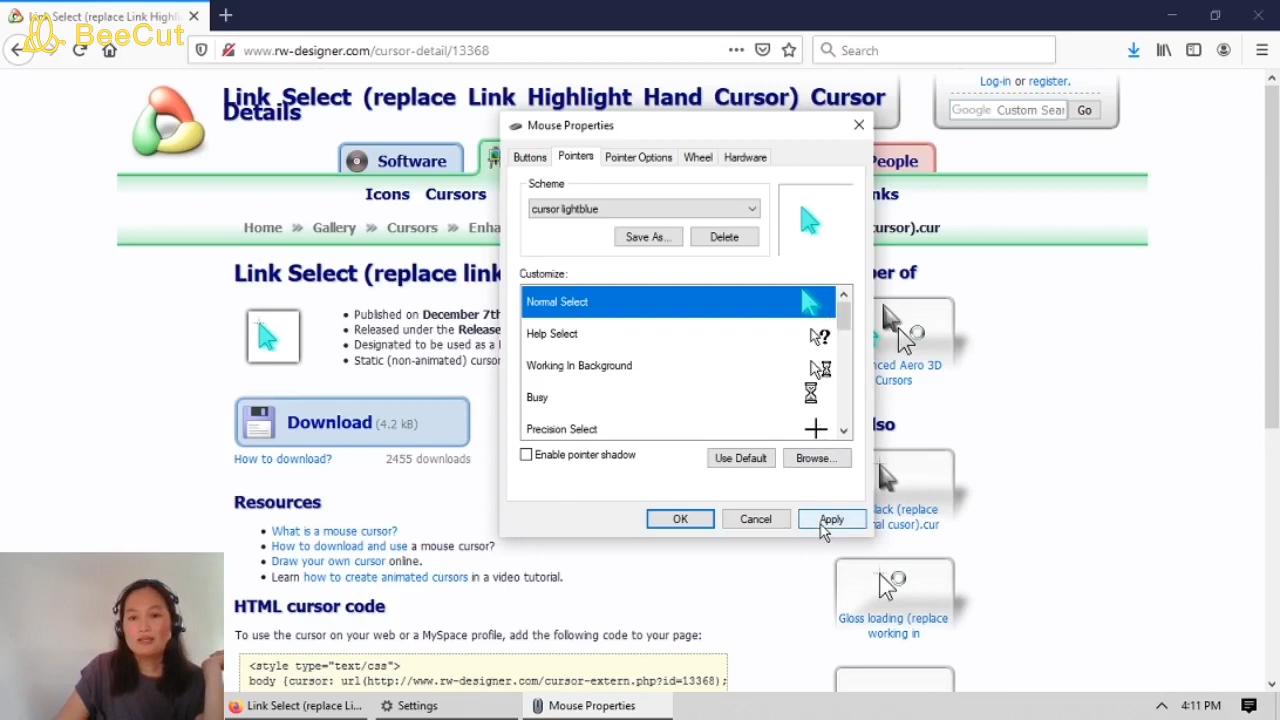 Link Select (replace Link Highlig
BeeCut
www.rw-designer.com/cursor-detail/13368
Search
Link Select (replace Link Highlight Hand Cursor) Cursor
Details
Log-in or register.
Google Custom Sear
Go
Software
People
Icons Cursors
nks
Home » Gallery » Cursors » Enha
cursor).cur
Link Select (replace link
er of
Published on December 7th
Released under the Release
Designated to be used as a
Static (non-animated) cursor
Download (4.2 kB)
How to download?
2455 downloads
Resources
What is a mouse cursor?
How to download and use a mouse cursor?
Draw your own cursor online.
Learn how to create animated cursors in a video tutorial.
HTML cursor code
To use the cursor on your web or a MySpace profile, add the following code to your page:
<style type="text/css">
body {cursor: url(http://www.rw-designer.com/cursor-extern.php?id=13368);
Mouse Properties
Buttons
Pointers
Pointer Options
Wheel
Hardware
Scheme
cursor lightblue
Save As...
Delete
Customize:
Normal Select
Help Select
Working In Background
Busy
Precision Select
Enable pointer shadow
Use Default
Browse...
OK
Cancel
Apply
nced Aero 3D
Cursors
lso
lack (replace
al cusor).cur
Gloss loading (replace
working in
Link Select (replace Li...
Settings
Mouse Properties
4:11 PM